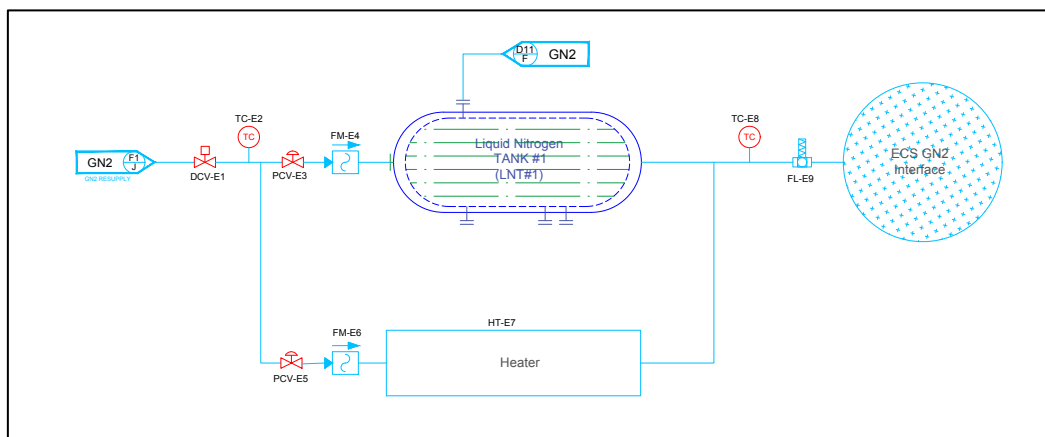 D11
F
GN2
TC-E2
TC
FM-E4
GN2
F1
J
GN2 RESUPPLY
DCV-E1
PCV-E3
Liquid Nitrogen
TANK #1
(LNT#1)
TC-E8
TC
FL-E9
ECS GN2
Interface
FM-E6
PCV-E5
HT-E7
Heater